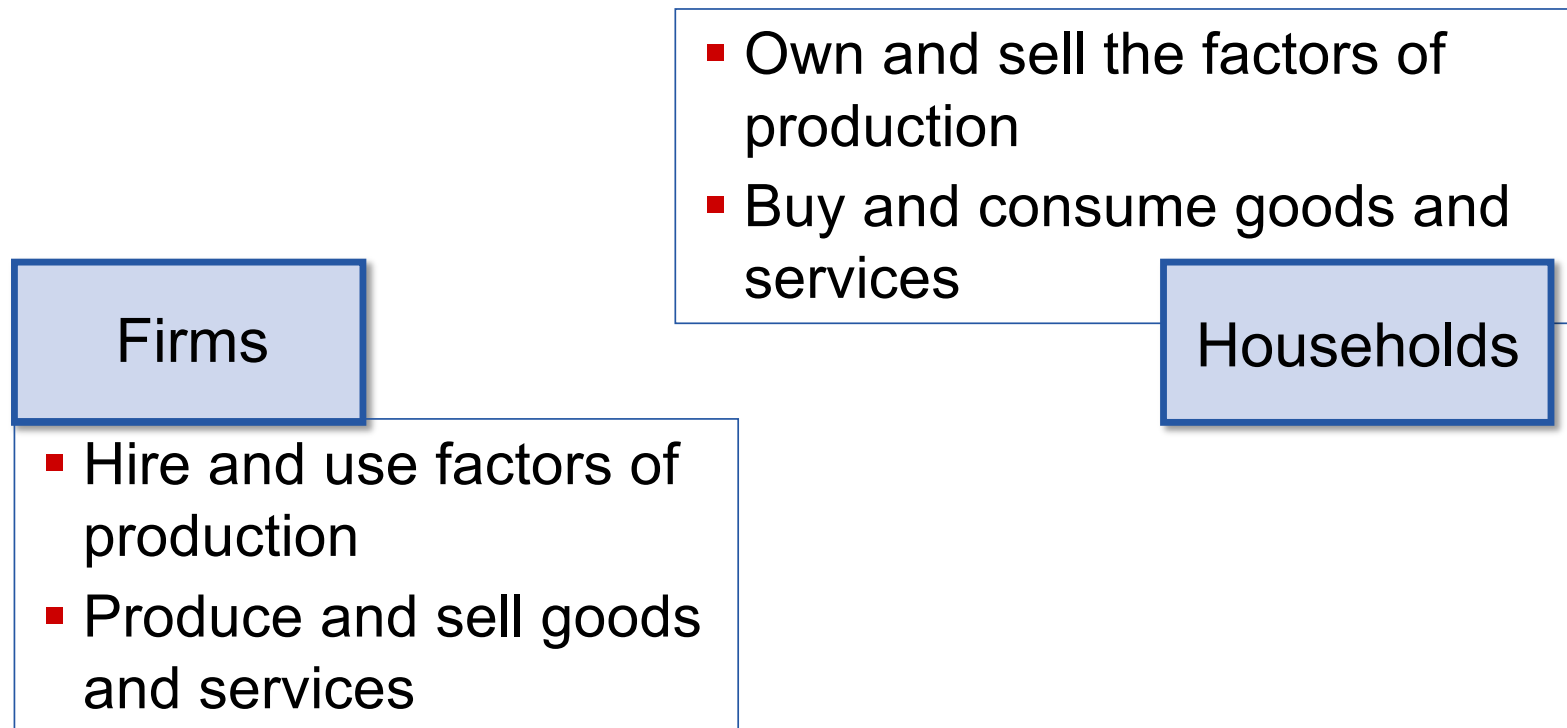 ▪ Own and sell the factors of
production
▪ Buy and consume goods and
services
Households
Firms
▪ Hire and use factors of
production
▪ Produce and sell goods
and services